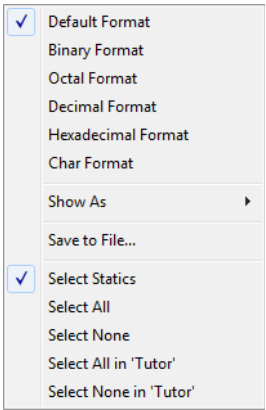 Default Format
Binary Format
Octal Format
Decimal Format
Hexadecimal Format
Char Format
Show As
Save to File...
Select Statics
Select All
Select None
Select All in 'Tutor'
Select None in 'Tutor'